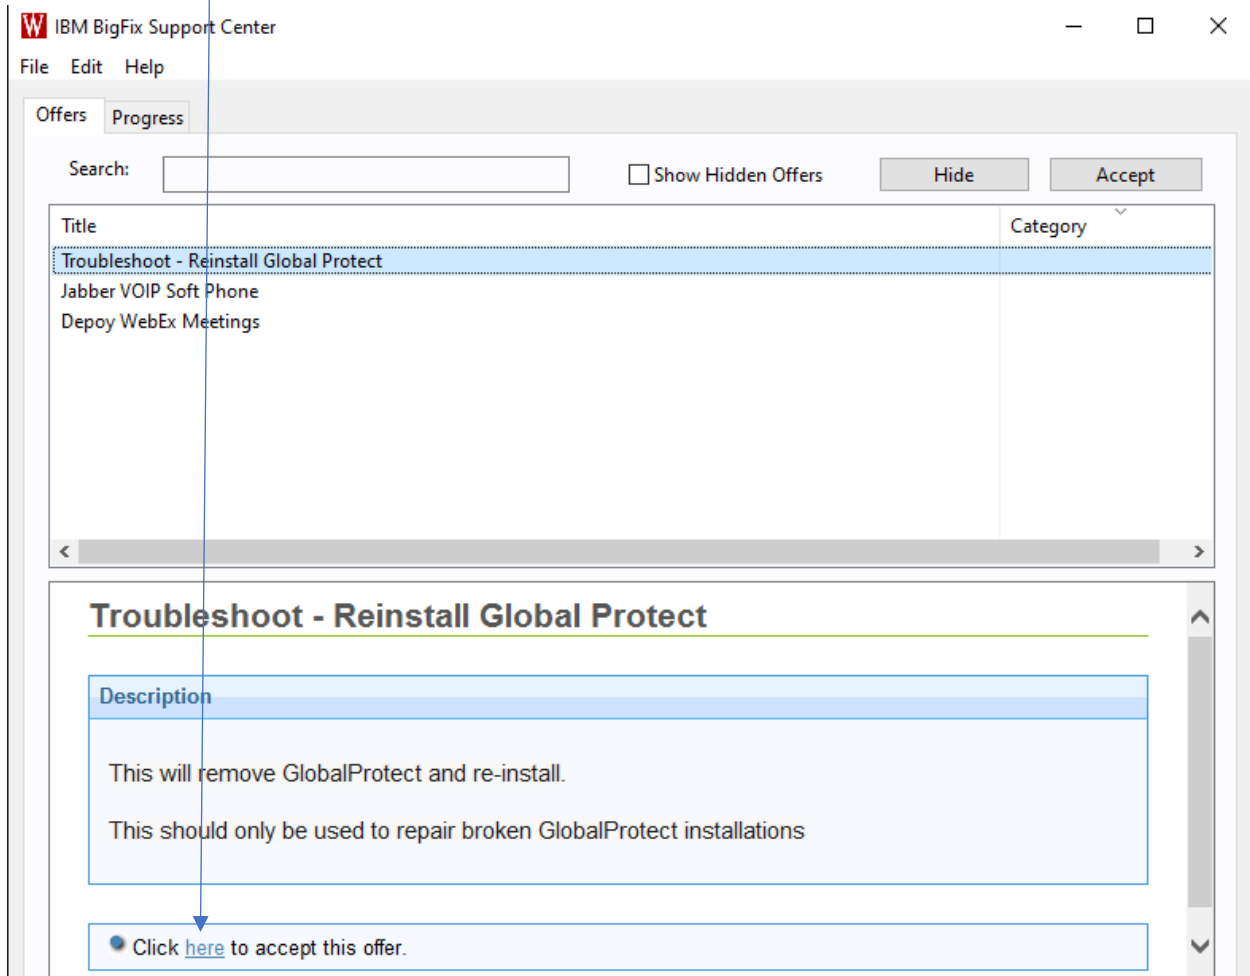 W IBM BigFix Support Center
File Edit Help
Offers Progress
Search: Show Hidden Offers Hide Accept
Title Category
Troubleshoot - Reinstall Global Protect
Jabber VOIP Soft Phone
Depoy WebEx Meetings
Troubleshoot - Reinstall Global Protect
Description
This will remove GlobalProtect and re-install.
This should only be used to repair broken GlobalProtect installations
Click here to accept this offer.